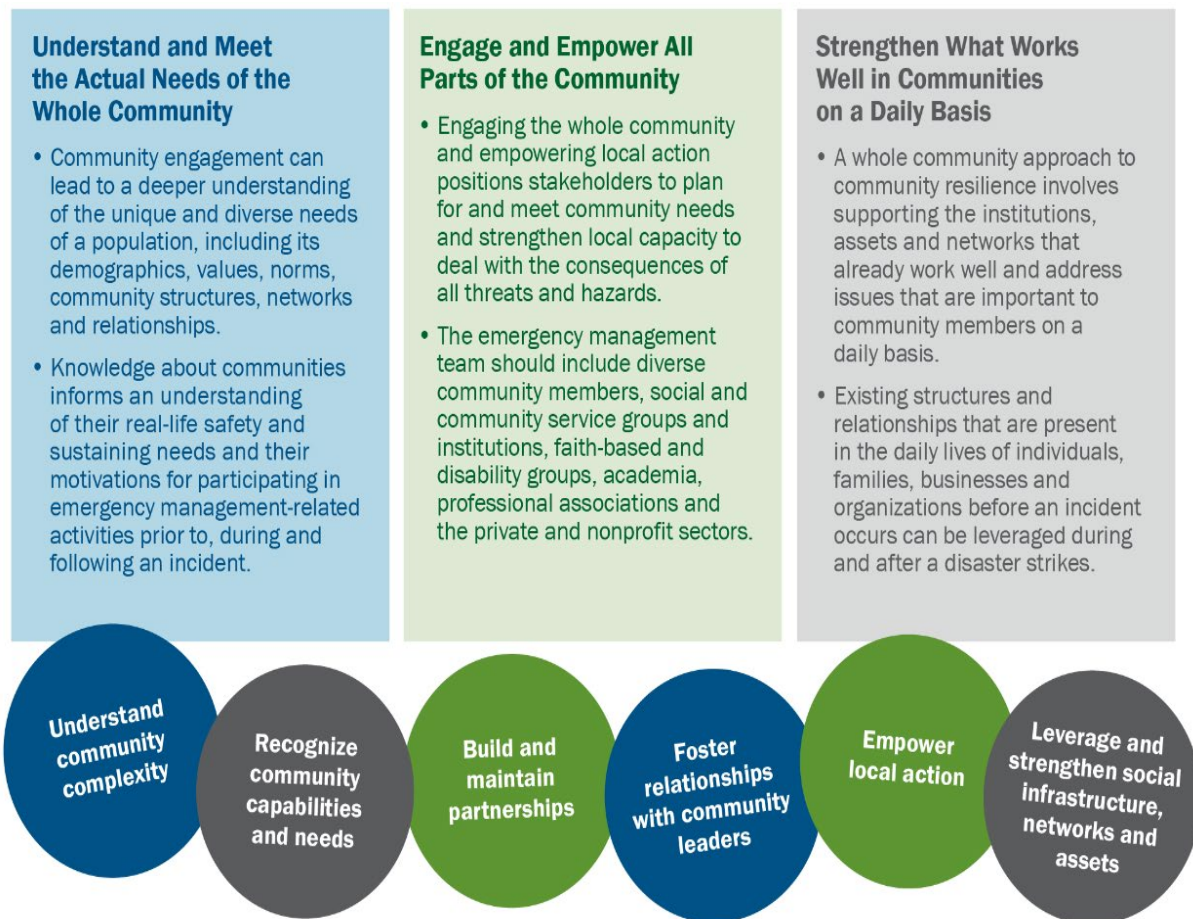 Understand and Meet
the Actual Needs of the
Whole Community
• Community engagement can
lead to a deeper understanding
of the unique and diverse needs
of a population, including its
demographics, values, norms,
community structures, networks
and relationships.
• Knowledge about communities
informs an understanding
of their real-life safety and
sustaining needs and their
motivations for participating in
emergency management-related
activities prior to, during and
following an incident.
Engage and Empower All
Parts of the Community
• Engaging the whole community
and empowering local action
positions stakeholders to plan
for and meet community needs
and strengthen local capacity to
deal with the consequences of
all threats and hazards.
• The emergency management
team should include diverse
community members, social and
community service groups and
institutions, faith-based and
disability groups, academia,
professional associations and
the private and nonprofit sectors.
Strengthen What Works
Well in Communities
on a Daily Basis
• A whole community approach to
community resilience involves
supporting the institutions,
assets and networks that
already work well and address
issues that are important to
community members on a
daily basis.
• Existing structures and
relationships that are present
in the daily lives of individuals,
families, businesses and
organizations before an incident
occurs can be leveraged during
and after a disaster strikes.
Understand
community
complexity
Recognize
community
capabilities
and needs
Build and
maintain
partnerships
Foster
relationships
with community
leaders
Empower
local action
Leverage and
strengthen social
infrastructure,
networks and
assets